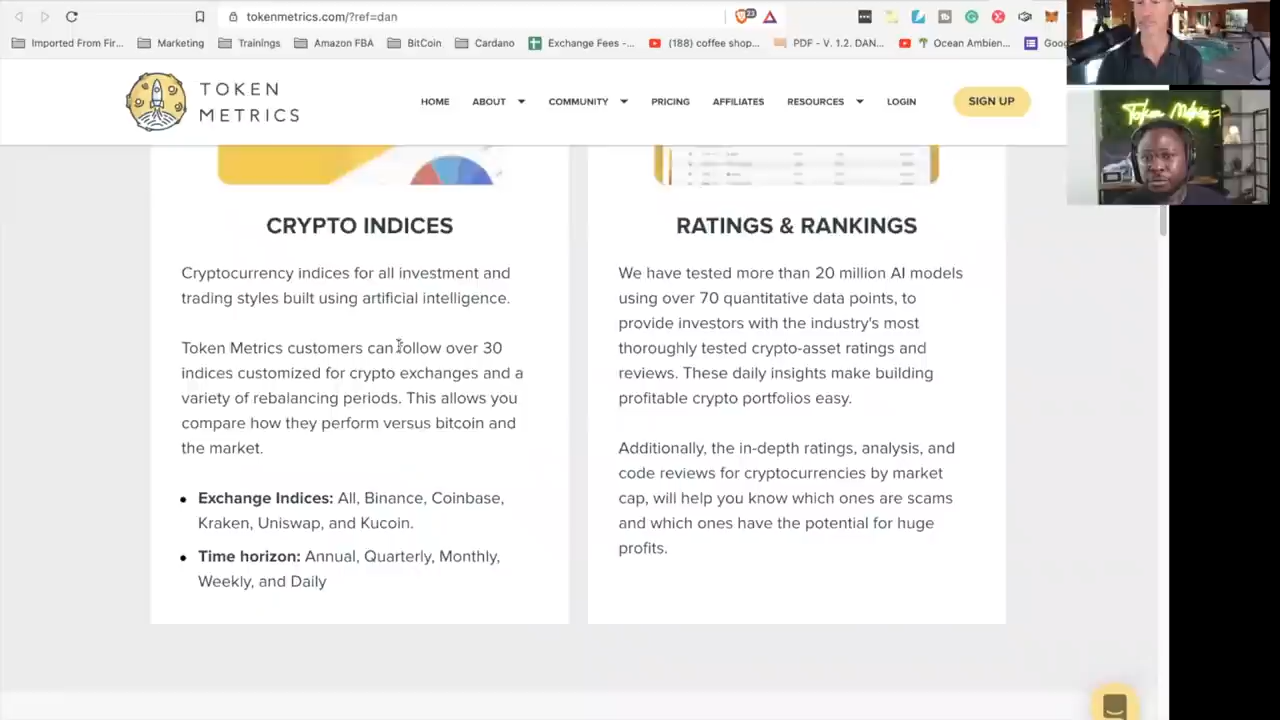 tokenmetrics.com/?ref=dan
23
Imported From Fir... Marketing Trainings Amazon FBA BitCoin Cardano Exchange Fees -... (188) coffee shop... PDF - V. 1.2. DAN... Ocean Ambien...
TOKEN
METRICS
HOME ABOUT COMMUNITY PRICING AFFILIATES RESOURCES LOGIN SIGN UP
Token Metrics
CRYPTO INDICES
Cryptocurrency indices for all investment and
trading styles built using artificial intelligence.
Token Metrics customers can follow over 30
indices customized for crypto exchanges and a
variety of rebalancing periods. This allows you
compare how they perform versus bitcoin and
the market.
• Exchange Indices: All, Binance, Coinbase,
Kraken, Uniswap, and Kucoin.
• Time horizon: Annual, Quarterly, Monthly,
Weekly, and Daily
RATINGS & RANKINGS
We have tested more than 20 million AI models
using over 70 quantitative data points, to
provide investors with the industry's most
thoroughly tested crypto-asset ratings and
reviews. These daily insights make building
profitable crypto portfolios easy.
Additionally, the in-depth ratings, analysis, and
code reviews for cryptocurrencies by market
cap, will help you know which ones are scams
and which ones have the potential for huge
profits.